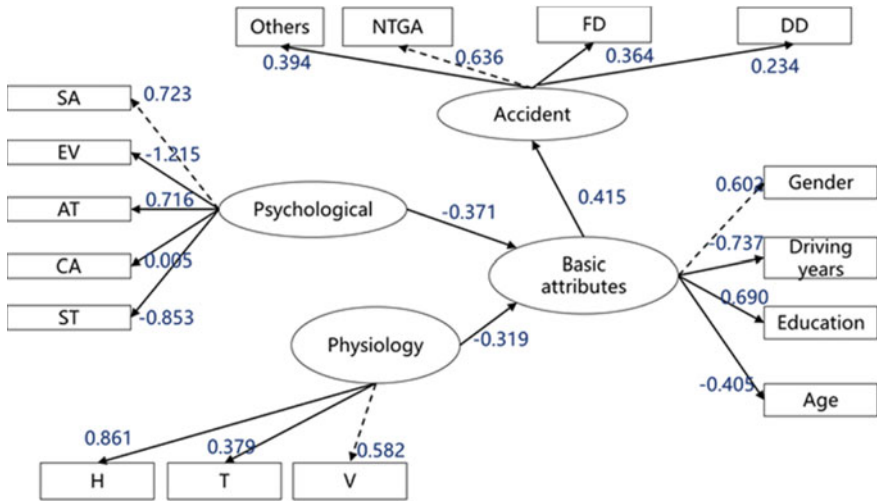 Others
NTGA
FD
DD
0.394
0.636
0.364
0.234
SA
0.723
Accident
EV
-1.215
0.602
Gender
AT
0.716
Psychological
-0.371
0.415
-0.737
Driving
years
CA
0.005
Basic
attributes
0.690
Education
ST
-0.853
Physiology
-0.319
-0.405
Age
0.861
0.379
0.582
H
T
V